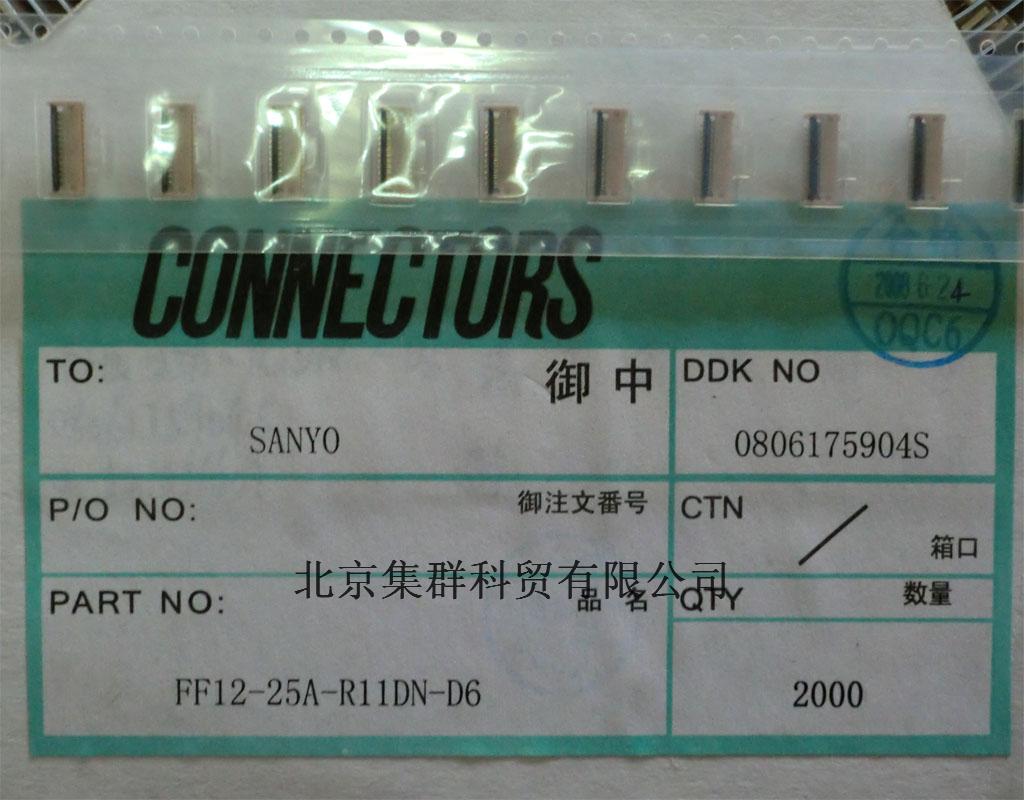 CONNECTORS
2008 6 24
OQC6
TO:
御中
SANYO
DDK NO
0806175904S
P/O NO:
御注文番号
CTN
/
箱口
北京集群科贸有限公司
PART NO:
品名
QTY
数量
FF12-25A-R11DN-D6
2000